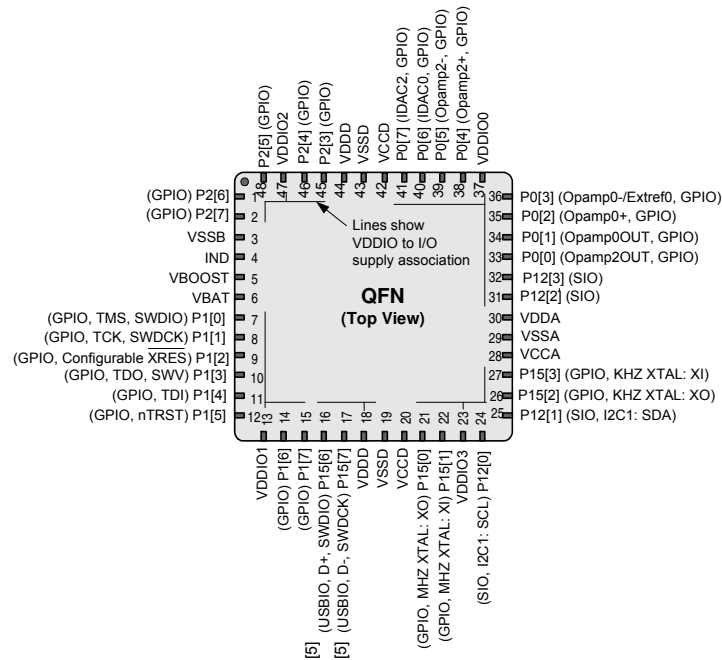 P2[5] (GPIO)
VDDIO2
P2[4] (GPIO)
P2[3] (GPIO)
VDDD
VSSD
VCCD
P0[7] (IDAC2, GPIO)
P0[6] (IDAC0, GPIO)
P0[5] (Opamp2-, GPIO)
P0[4] (Opamp2+, GPIO)
VDDIO0
48
47
46
45
44
43
42
41
40
39
38
37
(GPIO) P2[6]
1
(GPIO) P2[7]
2
VSSB
3
IND
4
VBOOST
5
VBAT
6
(GPIO, TMS, SWDIO) P1[0]
7
(GPIO, TCK, SWDCK) P1[1]
8
(GPIO, Configurable XRES) P1[2]
9
(GPIO, TDO, SWV) P1[3]
10
(GPIO, TDI) P1[4]
11
(GPIO, nTRST) P1[5]
12
Lines show
VDDIO to I/O
supply association
QFN
(Top View)
36
P0[3] (Opamp0-/Extref0, GPIO)
35
P0[2] (Opamp0+, GPIO)
34
P0[1] (Opamp0OUT, GPIO)
33
P0[0] (Opamp2OUT, GPIO)
32
P12[3] (SIO)
31
P12[2] (SIO)
30
VDDA
29
VSSA
28
VCCA
27
P15[3] (GPIO, KHZ XTAL: XI)
26
P15[2] (GPIO, KHZ XTAL: XO)
25
P12[1] (SIO, I2C1: SDA)
13
14
15
16
17
18
19
20
21
22
23
24
VDDIO1
(GPIO) P1[6]
(GPIO) P1[7]
(USBIO, D+, SWDIO) P15[6]
(USBIO, D-, SWDCK) P15[7]
VDDD
VSSD
VCCD
(GPIO, MHZ XTAL: XO) P15[0]
(GPIO, MHZ XTAL: XI) P15[1]
VDDIO3
(SIO, I2C1: SCL) P12[0]
[5]
[5]